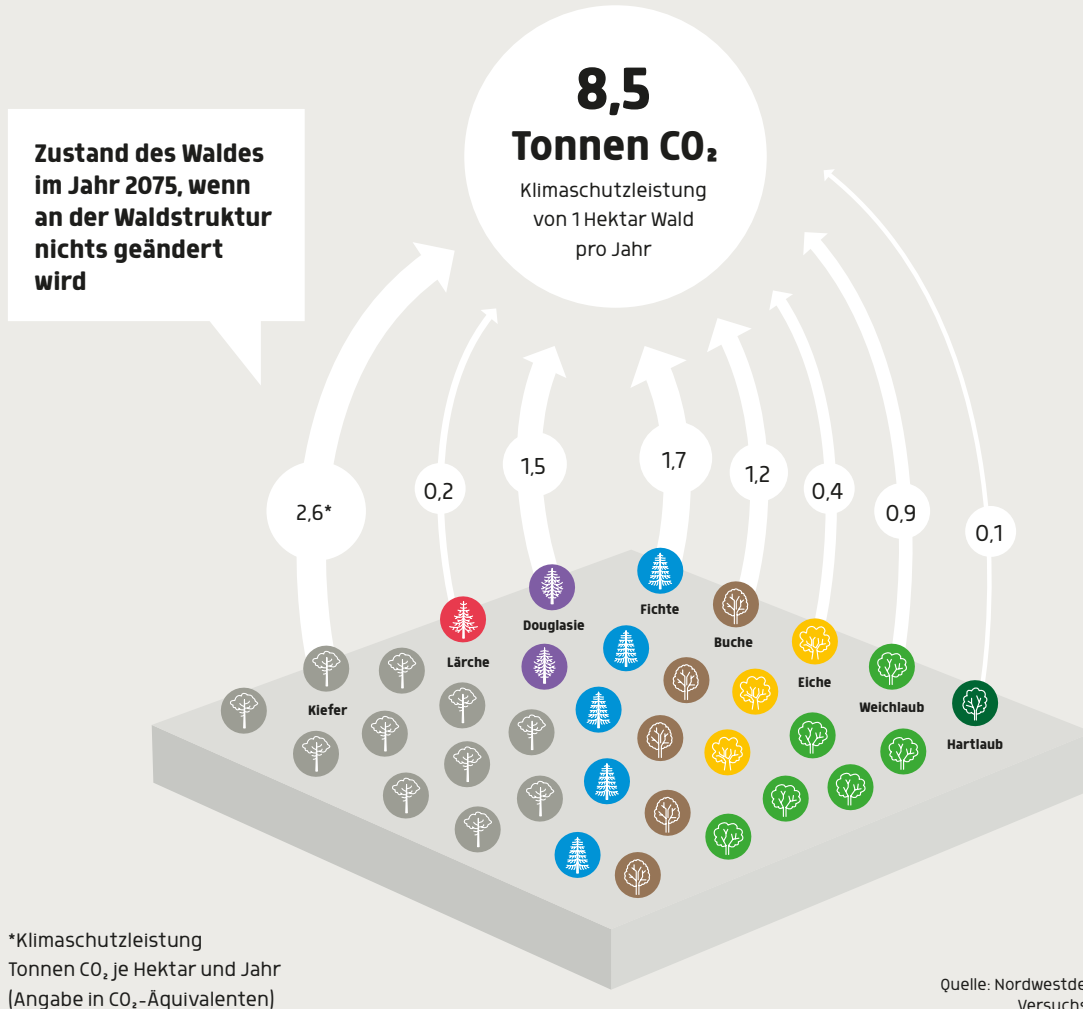 8,5
Tonnen CO₂
Klimaschutzleistung
von 1 Hektar Wald
pro Jahr
Zustand des Waldes
im Jahr 2075, wenn
an der Waldstruktur
nichts geändert
wird
2,6*
0,2
1,5
1,7
1,2
0,4
0,9
0,1
Kiefer
Lärche
Douglasie
Fichte
Buche
Eiche
Weichlaub
Hartlaub
*Klimaschutzleistung
Tonnen CO₂ je Hektar und Jahr
(Angabe in CO₂-Äquivalenten)
Quelle: Nordwestde
Versuchs